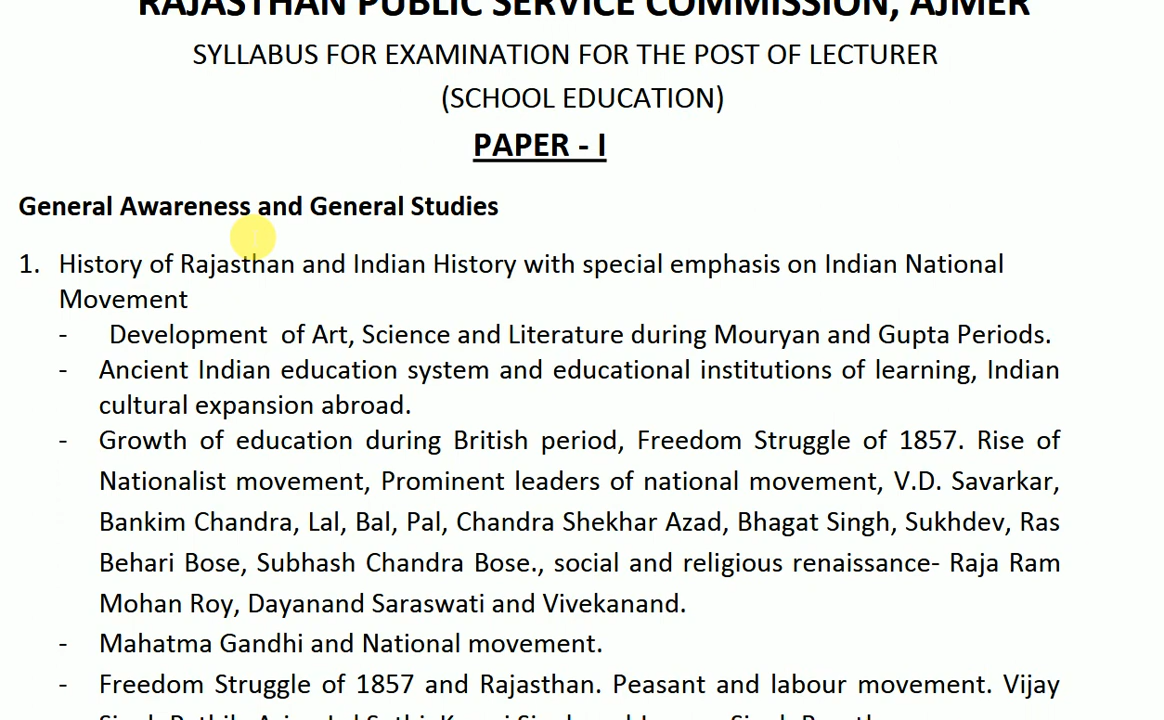 RAJASTHAN PUBLIC SERVICE COMMISSION, AJMER
SYLLABUS FOR EXAMINATION FOR THE POST OF LECTURER
(SCHOOL EDUCATION)
PAPER - I
General Awareness and General Studies
1. History of Rajasthan and Indian History with special emphasis on Indian National
Movement
- Development of Art, Science and Literature during Mouryan and Gupta Periods.
- Ancient Indian education system and educational institutions of learning, Indian
cultural expansion abroad.
- Growth of education during British period, Freedom Struggle of 1857. Rise of
Nationalist movement, Prominent leaders of national movement, V.D. Savarkar,
Bankim Chandra, Lal, Bal, Pal, Chandra Shekhar Azad, Bhagat Singh, Sukhdev, Ras
Behari Bose, Subhash Chandra Bose., social and religious renaissance- Raja Ram
Mohan Roy, Dayanand Saraswati and Vivekanand.
- Mahatma Gandhi and National movement.
- Freedom Struggle of 1857 and Rajasthan. Peasant and labour movement. Vijay